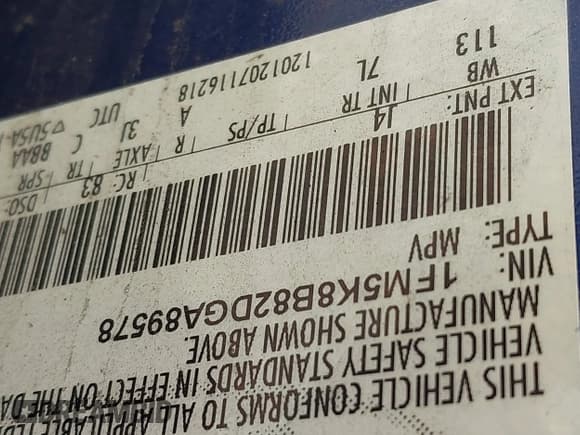 THIS VEHICLE CONFORMS TO ALL APPLICABLE
VEHICLE SAFETY STANDARDS IN EFFECT ON THE DA
MANUFACTURE SHOWN ABOVE.
VIN: 1FM5K8B82DGA89578
TYPE: MPV
EXT PNT: J4 RC: 83 DSO:
WB INT TR TP/PS R AXLE TR SPR
113 7L A 3J C BBAA
1201207116218 UTC ▽5USA-